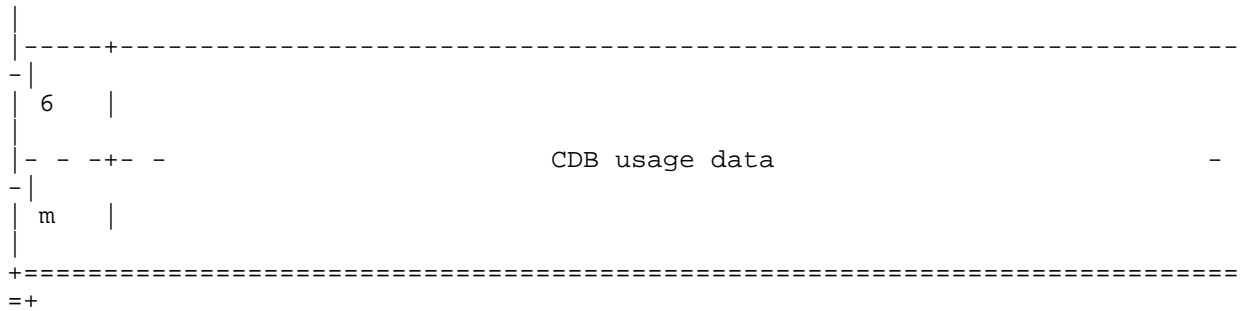 |
|-----+----------------------------------------------------------------------
-|
| 6   |
|
|- - -+- -                        CDB usage data                           -
-|
| m   |
|
+============================================================================
=+